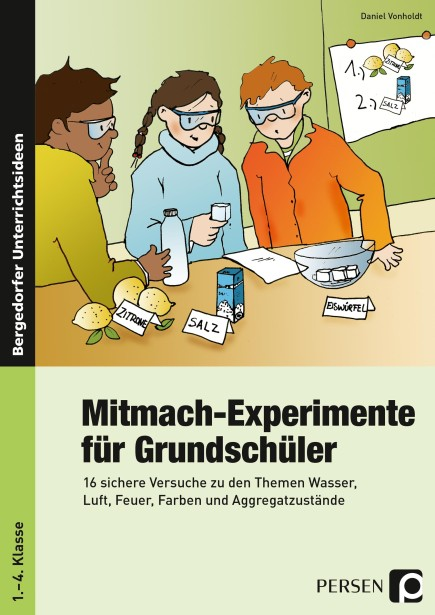 Daniel Vonholdt
1.)
ZITRONE
2.)
SALZ
Bergedorfer Unterrichtsideen
ZITRONE
SALZ
EISWÜRFEL
Mitmach-Experimente
für Grundschüler
16 sichere Versuche zu den Themen Wasser,
Luft, Feuer, Farben und Aggregatzustände
1.–4. Klasse
PERSEN